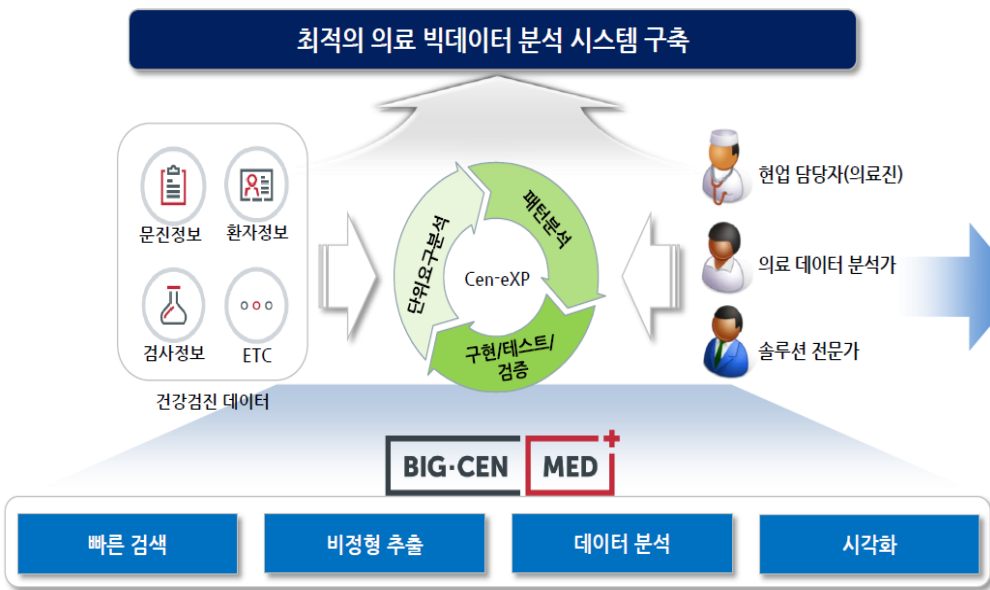 최적의 의료 빅데이터 분석 시스템 구축
문진정보
환자정보
검사정보
ETC
건강검진 데이터
단위요구분석
패턴분석
Cen-eXP
구현/테스트/
검증
현업 담당자(의료진)
의료 데이터 분석가
솔루션 전문가
BIG·CEN MED
빠른 검색
비정형 추출
데이터 분석
시각화